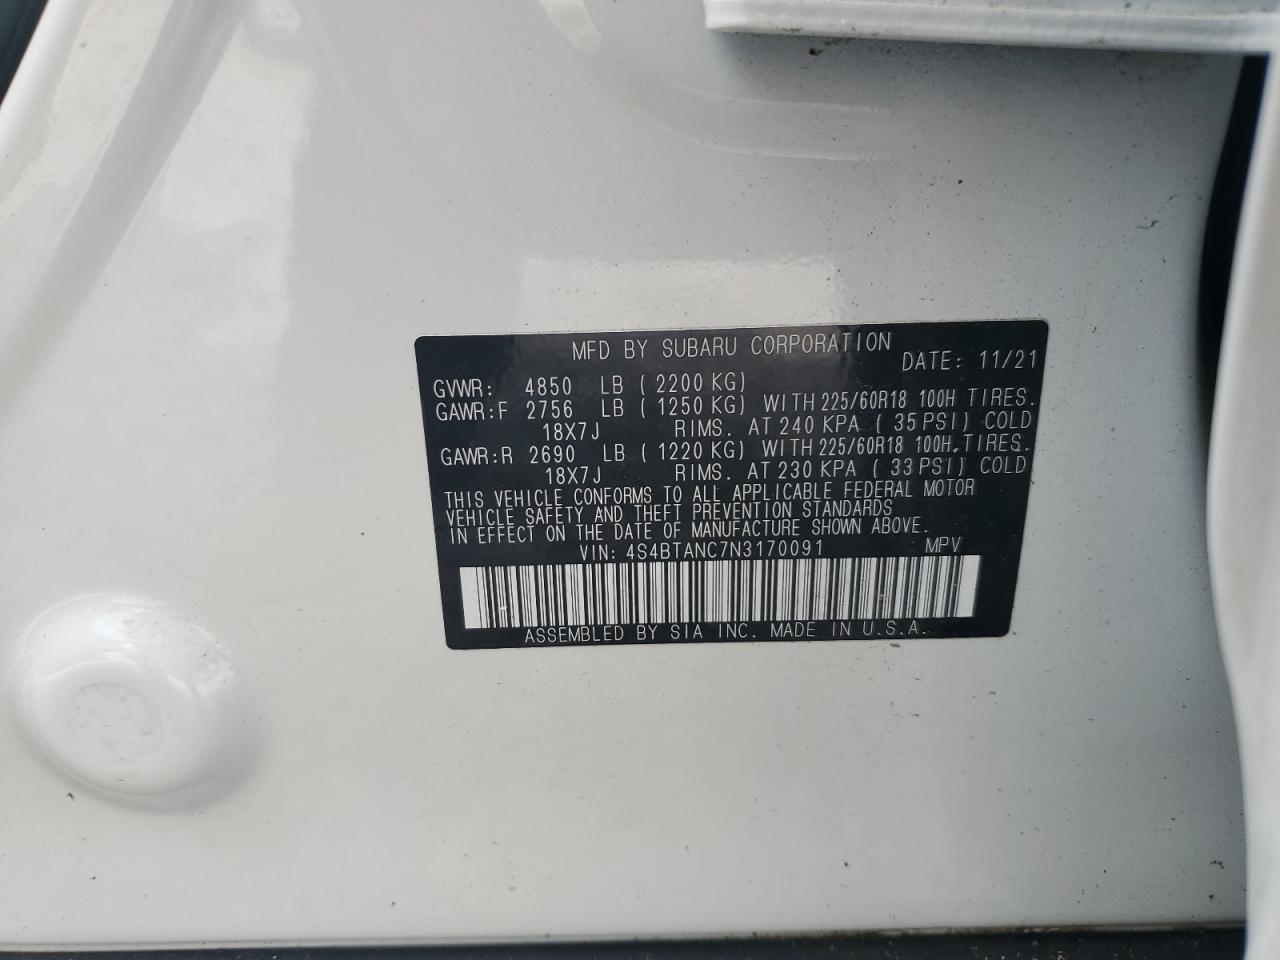 MFD BY SUBARU CORPORATION DATE: 11/21
GVWR: 4850 LB ( 2200 KG)
GAWR:F 2756 LB ( 1250 KG) WITH 225/60R18 100H TIRES.
18X7J RIMS. AT 240 KPA ( 35 PSI) COLD
GAWR:R 2690 LB ( 1220 KG) WITH 225/60R18 100H. TIRES.
18X7J RIMS. AT 230 KPA ( 33 PSI) COLD
THIS VEHICLE CONFORMS TO ALL APPLICABLE FEDERAL MOTOR
VEHICLE SAFETY AND THEFT PREVENTION STANDARDS
IN EFFECT ON THE DATE OF MANUFACTURE SHOWN ABOVE.
VIN: 4S4BTANC7N3170091 MPV
ASSEMBLED BY SIA INC. MADE IN U.S.A.